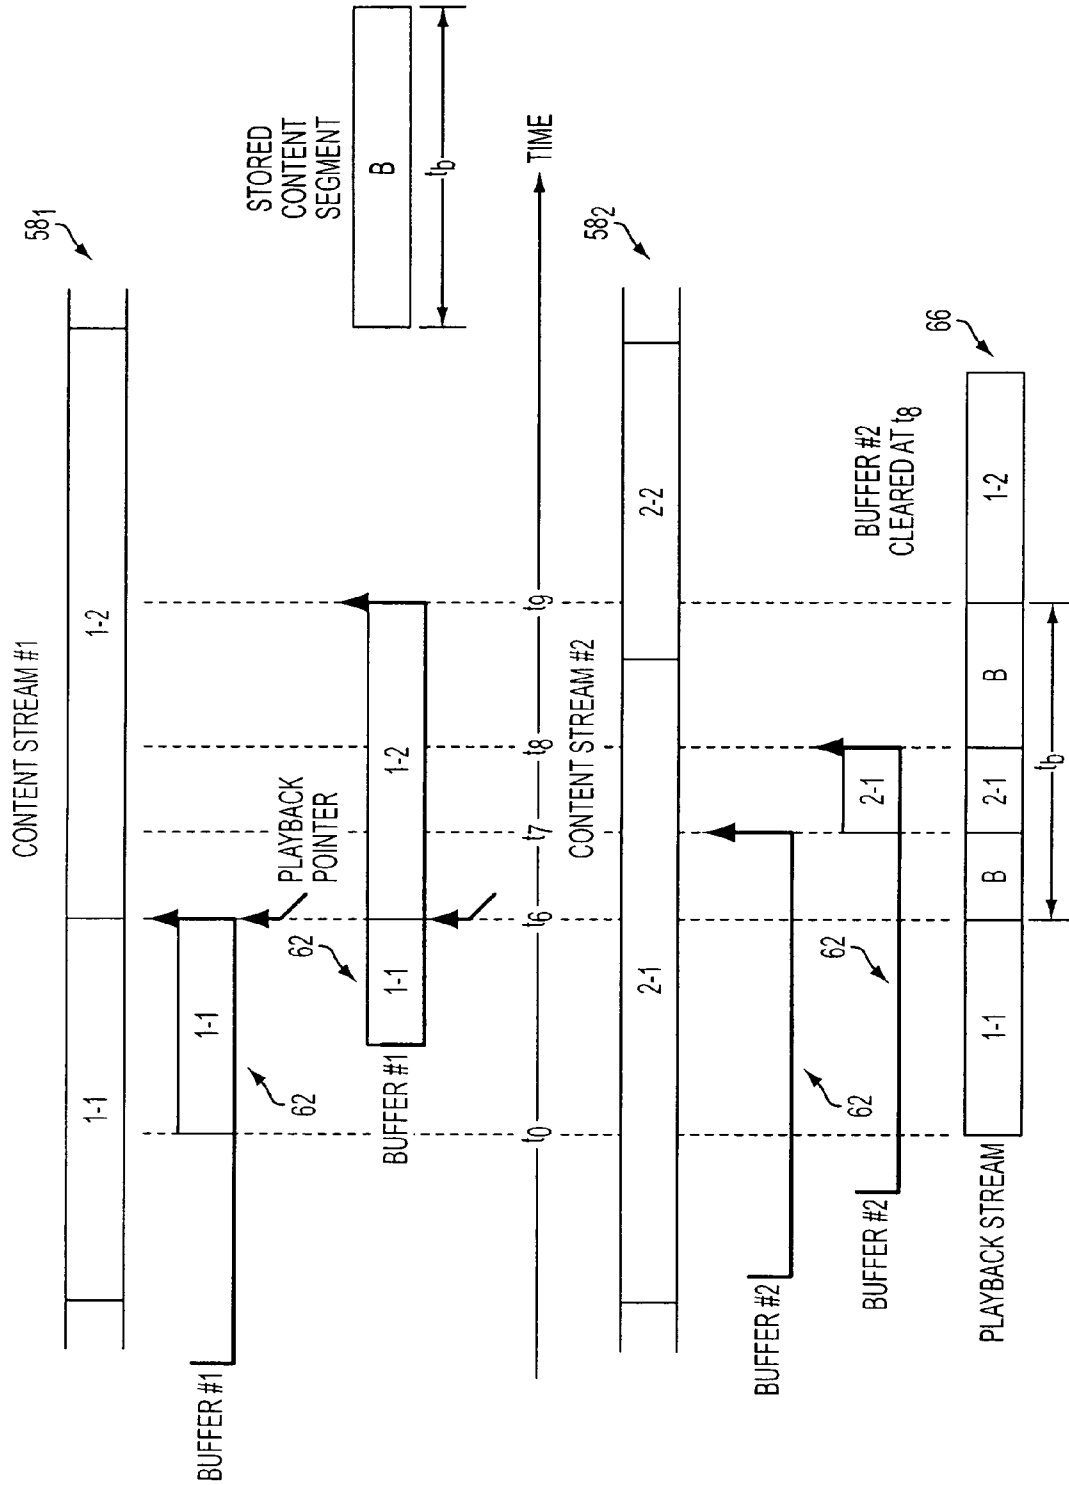 CONTENT STREAM #1
58₁
1-1
1-2
BUFFER #1
1-1
62
PLAYBACK
POINTER
STORED
CONTENT
SEGMENT
B
t_b
BUFFER #1
62
1-1
1-2
t₀
t₆
t₇
t₈
t₉
TIME
CONTENT STREAM #2
58₂
2-1
2-2
BUFFER #2
62
BUFFER #2
62
2-1
BUFFER #2
CLEARED AT t₈
PLAYBACK STREAM
1-1
B
2-1
B
1-2
66
t_b